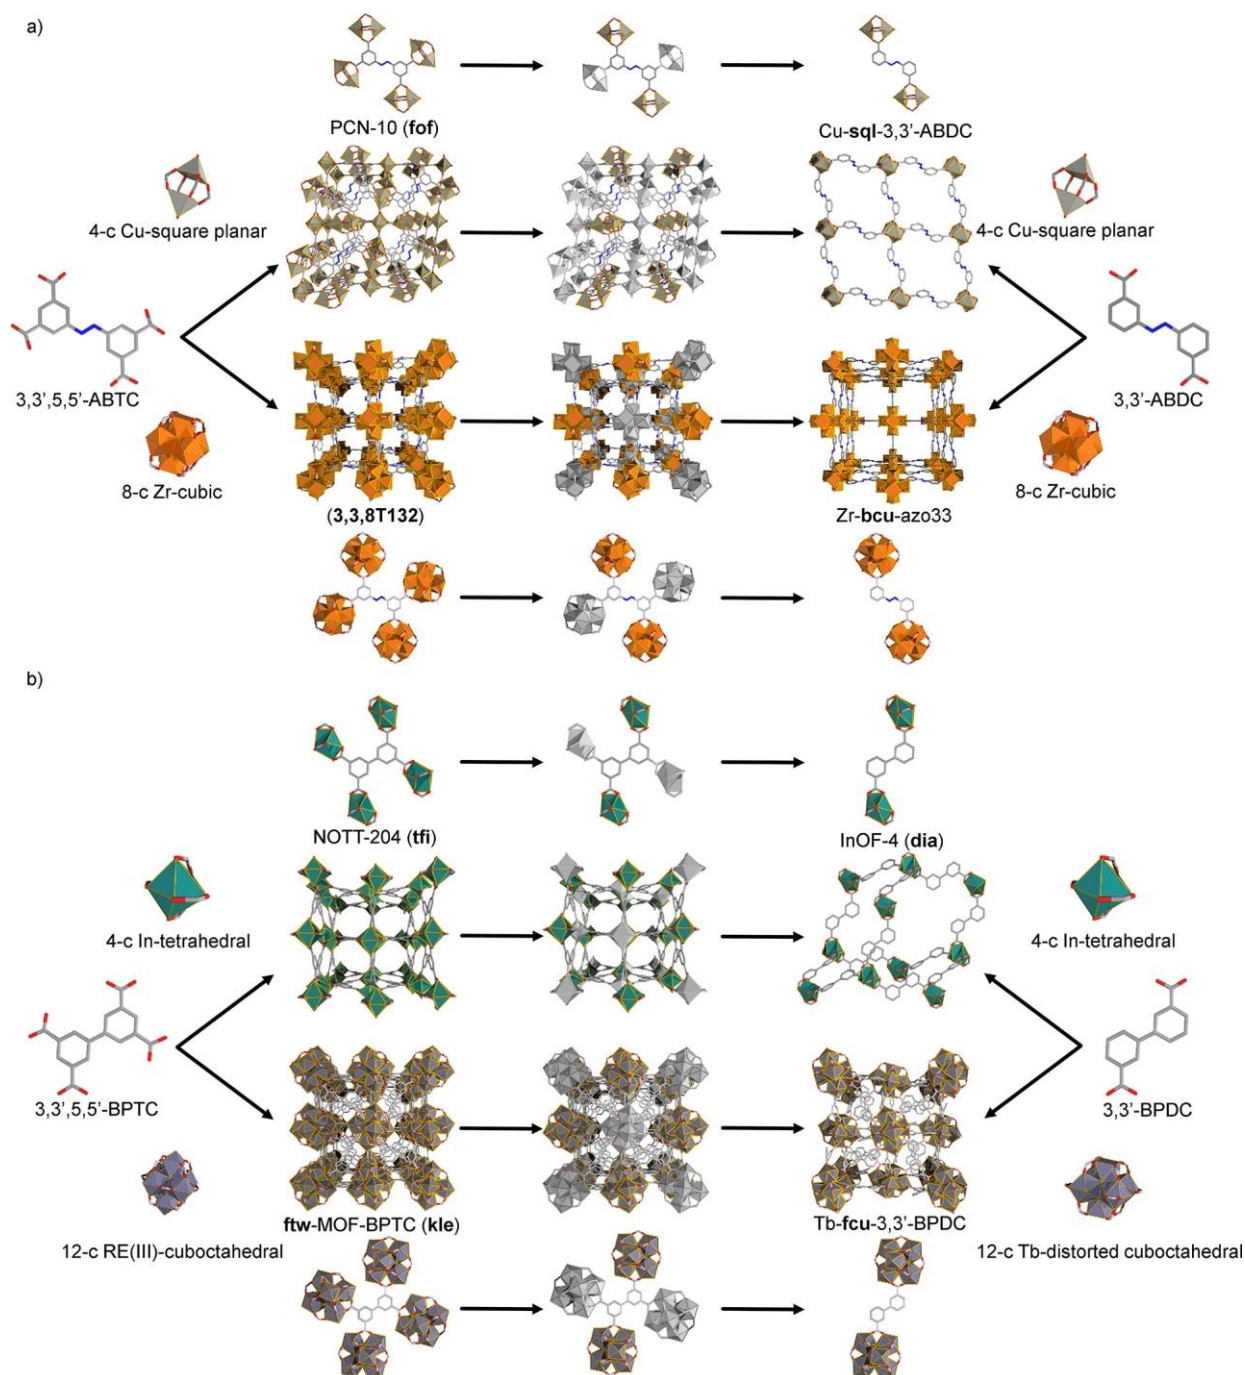 a)
PCN-10 (fof)
Cu-sql-3,3'-ABDC
4-c Cu-square planar
4-c Cu-square planar
3,3',5,5'-ABTC
3,3'-ABDC
8-c Zr-cubic
8-c Zr-cubic
(3,3,8T132)
Zr-bcu-azo33
b)
NOTT-204 (tfi)
InOF-4 (dia)
4-c In-tetrahedral
4-c In-tetrahedral
3,3',5,5'-BPTC
3,3'-BPDC
ftw-MOF-BPTC (kle)
Tb-fcu-3,3'-BPDC
12-c RE(III)-cuboctahedral
12-c Tb-distorted cuboctahedral